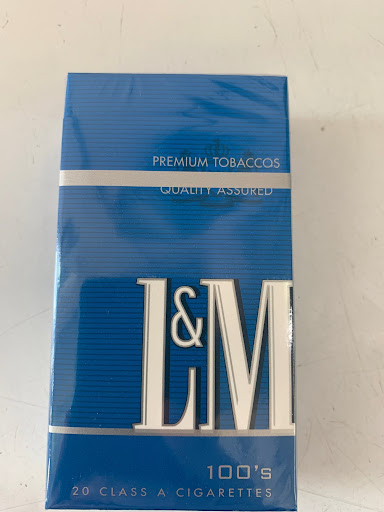 PREMIUM TOBACCOS
QUALITY ASSURED
L&M
100's
20 CLASS A CIGARETTES